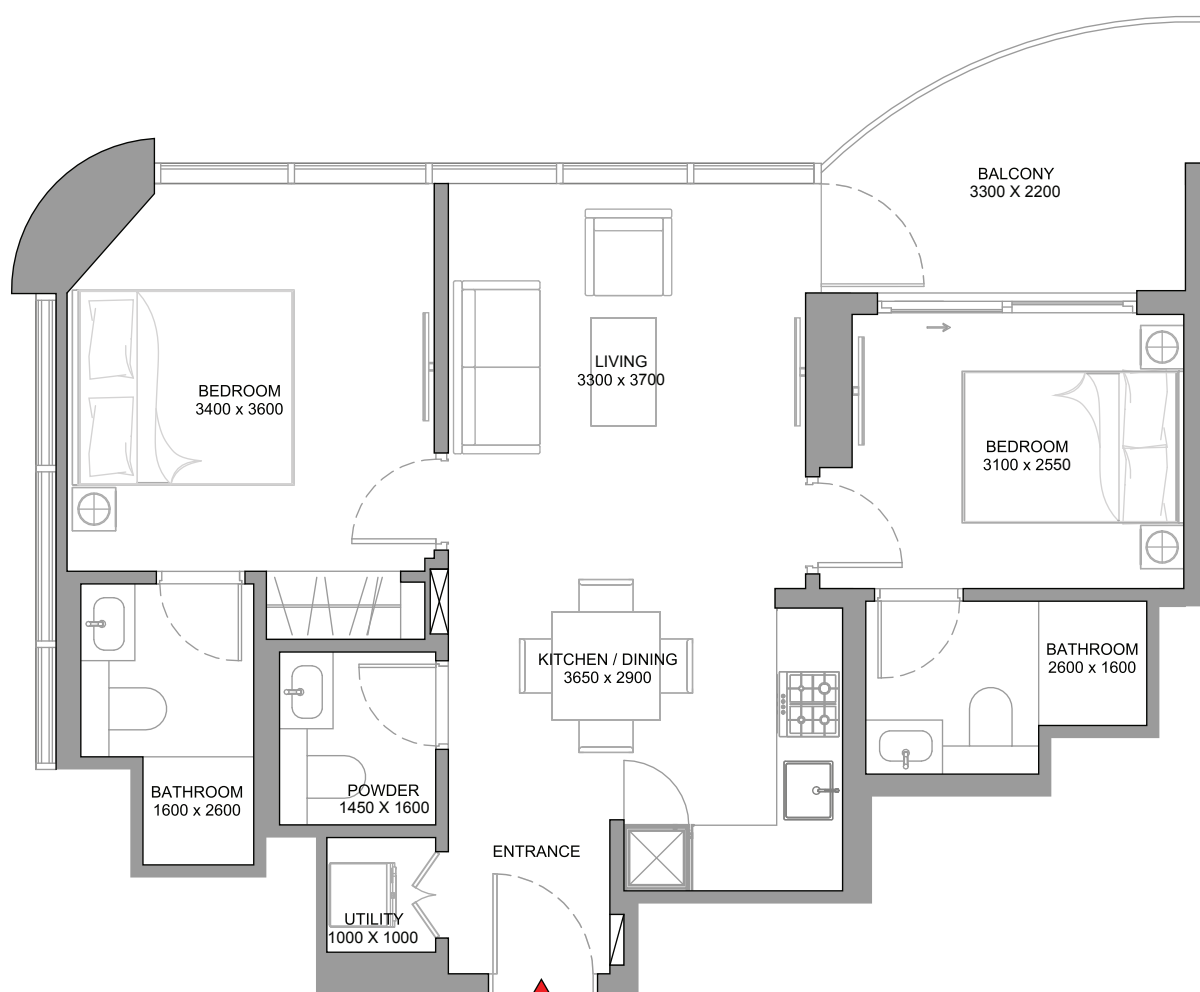 BALCONY
3300 X 2200
LIVING
3300 x 3700
BEDROOM
3400 x 3600
BEDROOM
3100 x 2550
KITCHEN / DINING
3650 x 2900
BATHROOM
2600 x 1600
BATHROOM
1600 x 2600
POWDER
1450 X 1600
ENTRANCE
UTILITY
1000 X 1000